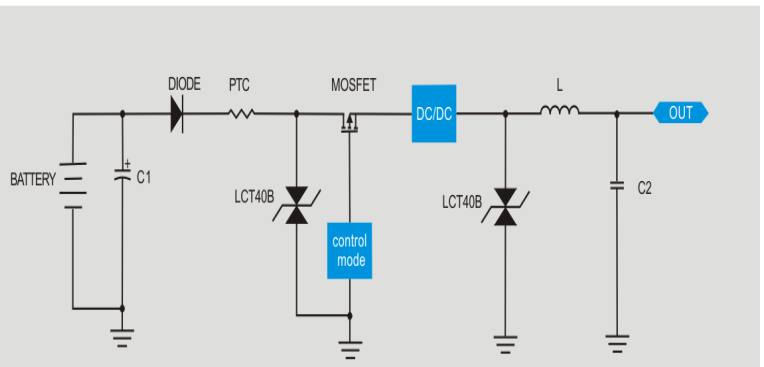 DIODE
PTC
MOSFET
L
DC/DC
OUT
BATTERY
+
C1
LCT40B
LCT40B
C2
control
mode